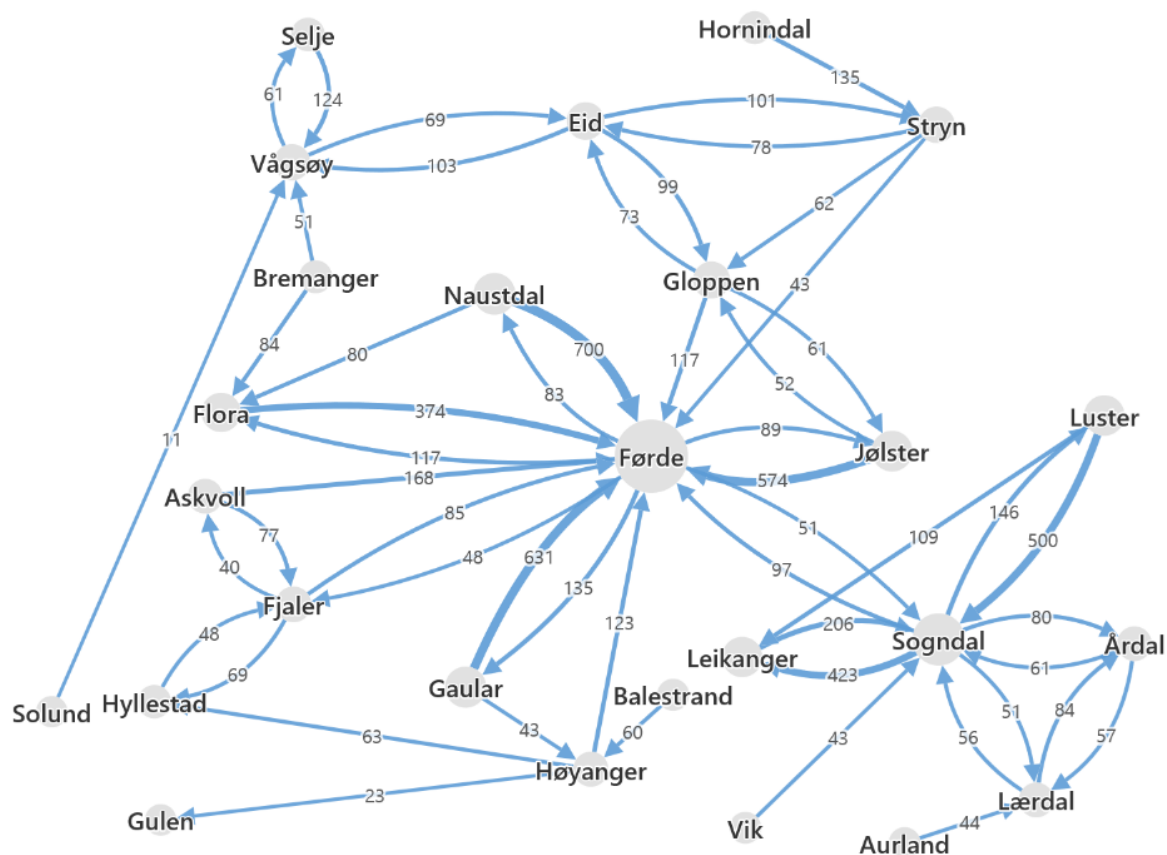 Selje
Hornindal
135
61
124
69
Eid
101
Stryn
Vågsøy
103
78
99
73
62
51
Bremanger
Naustdal
Gloppen
43
84
80
700
117
61
83
52
Flora
374
89
Luster
11
117
Førde
Jølster
168
574
Askvoll
85
51
146
77
109
500
40
48
631
97
Fjaler
135
48
123
206
80
Sogndal
Årdal
69
Leikanger
61
423
Gaular
Balestrand
Hyllestad
Solund
43
60
43
51
84
57
56
63
Høyanger
23
Lærdal
Gulen
Vik
44
Aurland